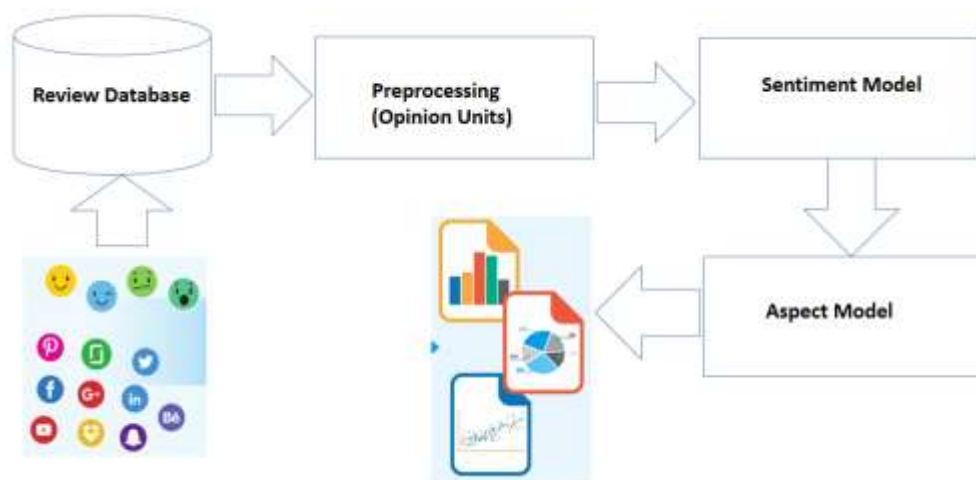 Review Database
Preprocessing
(Opinion Units)
Sentiment Model
Aspect Model